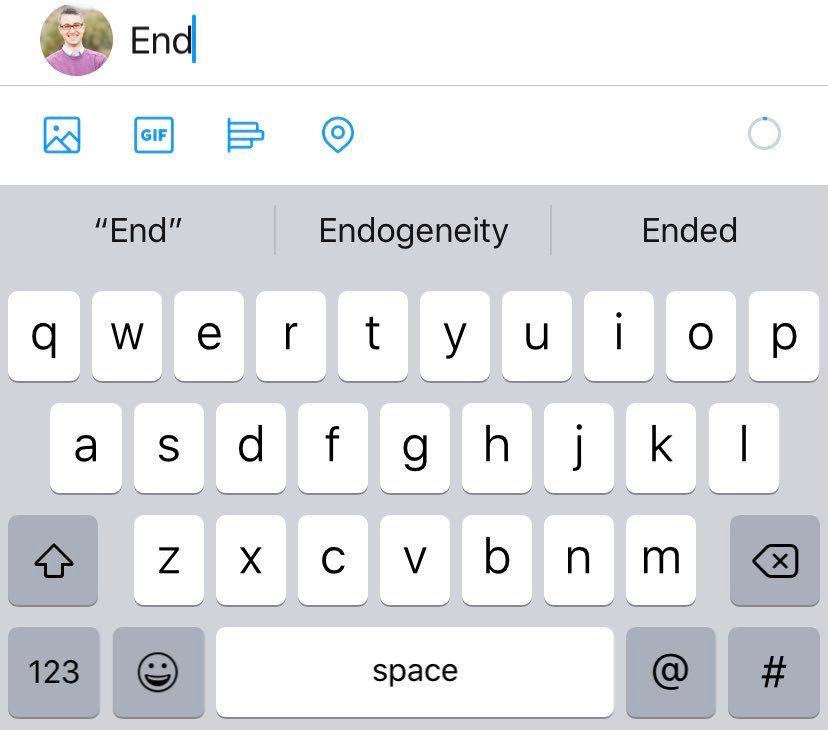 End
GIF
“End” Endogeneity Ended
q w e r t y u i o p
a s d f g h j k l
z x c v b n m
123 space @ #